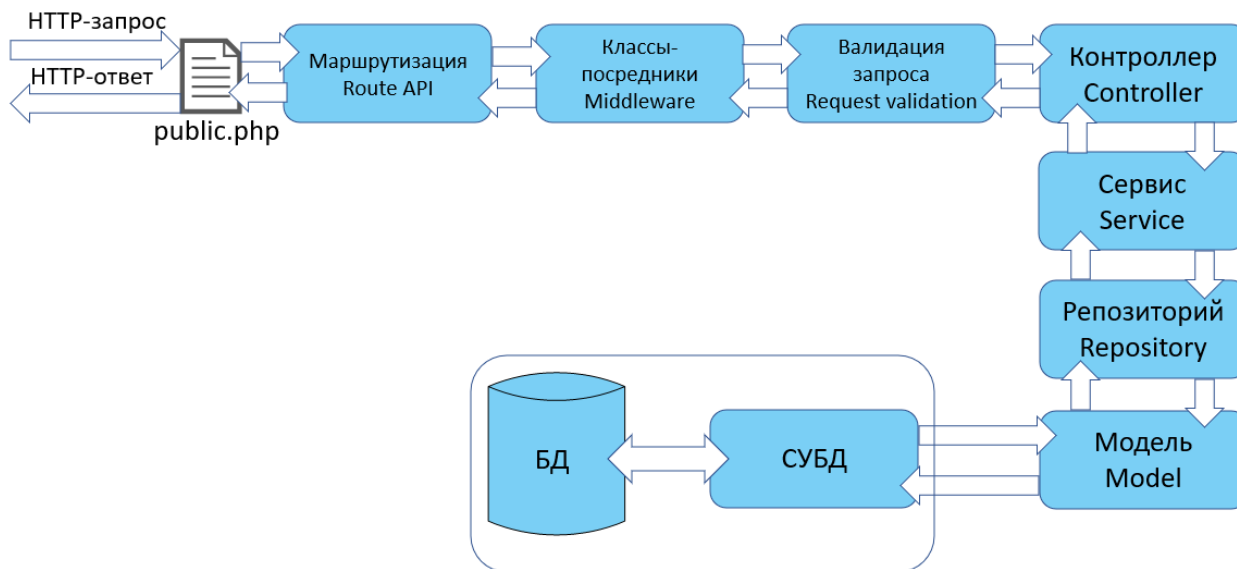 HTTP-запрос
HTTP-ответ
public.php
Маршрутизация
Route API
Классы-
посредники
Middleware
Валидация
запроса
Request validation
Контроллер
Controller
Сервис
Service
Репозиторий
Repository
БД
СУБД
Модель
Model